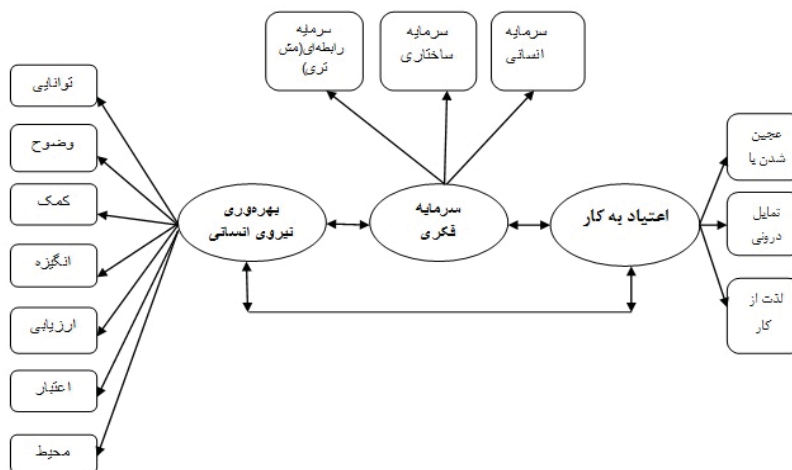 سرمایه
انسانی
سرمایه
ساختاری
سرمایه
رابطه‌ای(مش
تری)
عجین
شدن با
تمایل
درونی
لذت از
کار
اعتیاد به کار
سرمایه
فکری
بهره‌وری
نیروی انسانی
توانایی
وضوح
کمک
انگیزه
ارزیابی
اعتبار
محیط